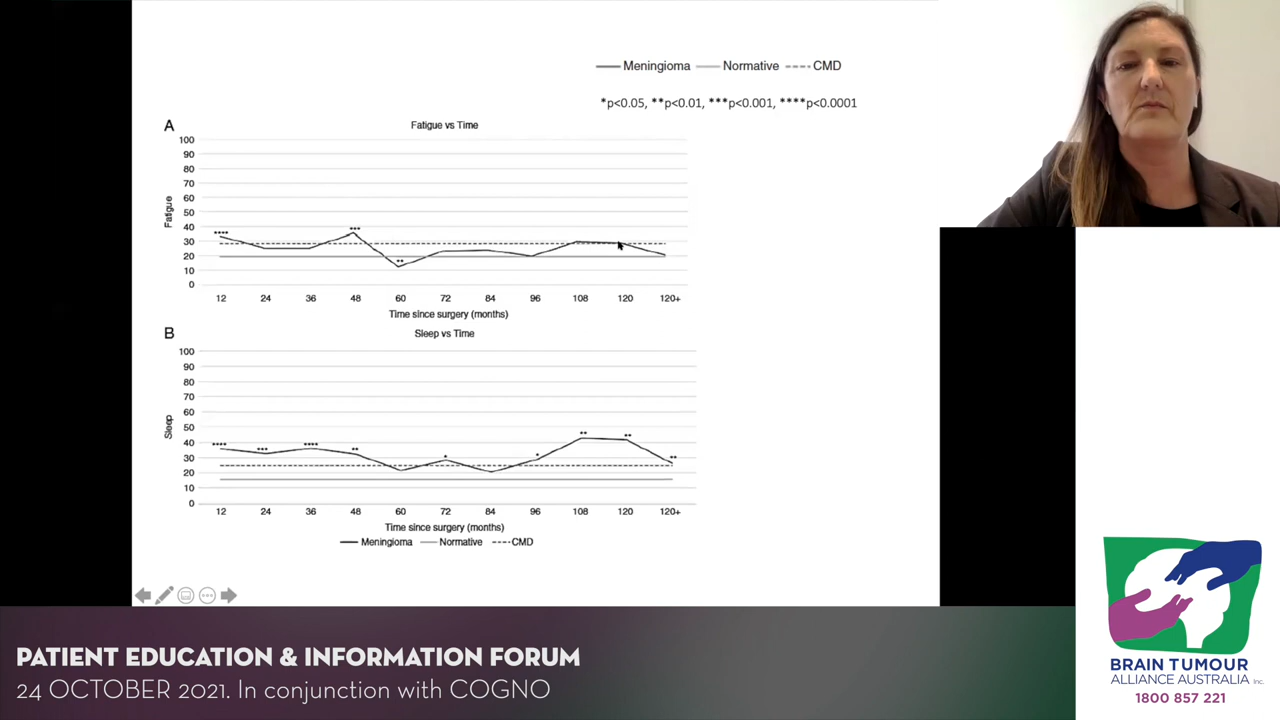 Meningioma Normative CMD
*p<0.05, **p<0.01, ***p<0.001, ****p<0.0001
A
Fatigue vs Time
100
90
80
70
60
50
40
30
20
10
0
Fatigue
****
***
**
12 24 36 48 60 72 84 96 108 120 120+
Time since surgery (months)
B
Sleep vs Time
100
90
80
70
60
50
40
30
20
10
0
Sleep
**** *** **** ** * * ** ** **
12 24 36 48 60 72 84 96 108 120 120+
Time since surgery (months)
Meningioma Normative CMD
PATIENT EDUCATION & INFORMATION FORUM
24 OCTOBER 2021. In conjunction with COGNO
BRAIN TUMOUR
ALLIANCE AUSTRALIA Inc.
1800 857 221